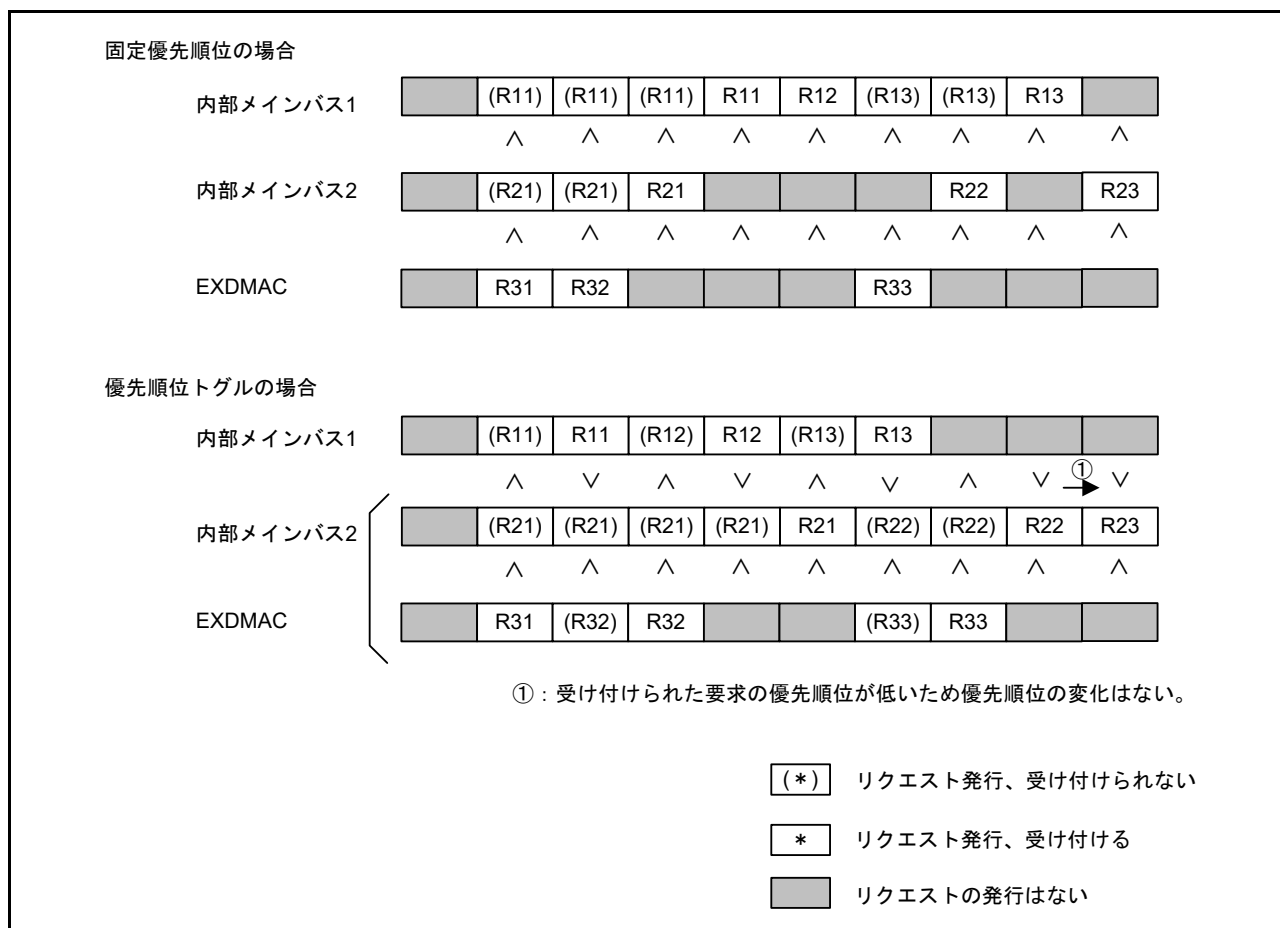 固定優先順位の場合
内部メインバス1 (R11) (R11) (R11) R11 R12 (R13) (R13) R13
∧ ∧ ∧ ∧ ∧ ∧ ∧ ∧ ∧
内部メインバス2 (R21) (R21) R21 R22 R23
∧ ∧ ∧ ∧ ∧ ∧ ∧ ∧ ∧
EXDMAC R31 R32 R33
優先順位トグルの場合
内部メインバス1 (R11) R11 (R12) R12 (R13) R13
∧ ∨ ∧ ∨ ∧ ∨ ∧ ∨ ① ∨
内部メインバス2 (R21) (R21) (R21) (R21) R21 (R22) (R22) R22 R23
∧ ∧ ∧ ∧ ∧ ∧ ∧ ∧ ∧
EXDMAC R31 (R32) R32 (R33) R33
①：受け付けられた要求の優先順位が低いため優先順位の変化はない。
(*) リクエスト発行、受け付けられない
* リクエスト発行、受け付ける
リクエストの発行はない